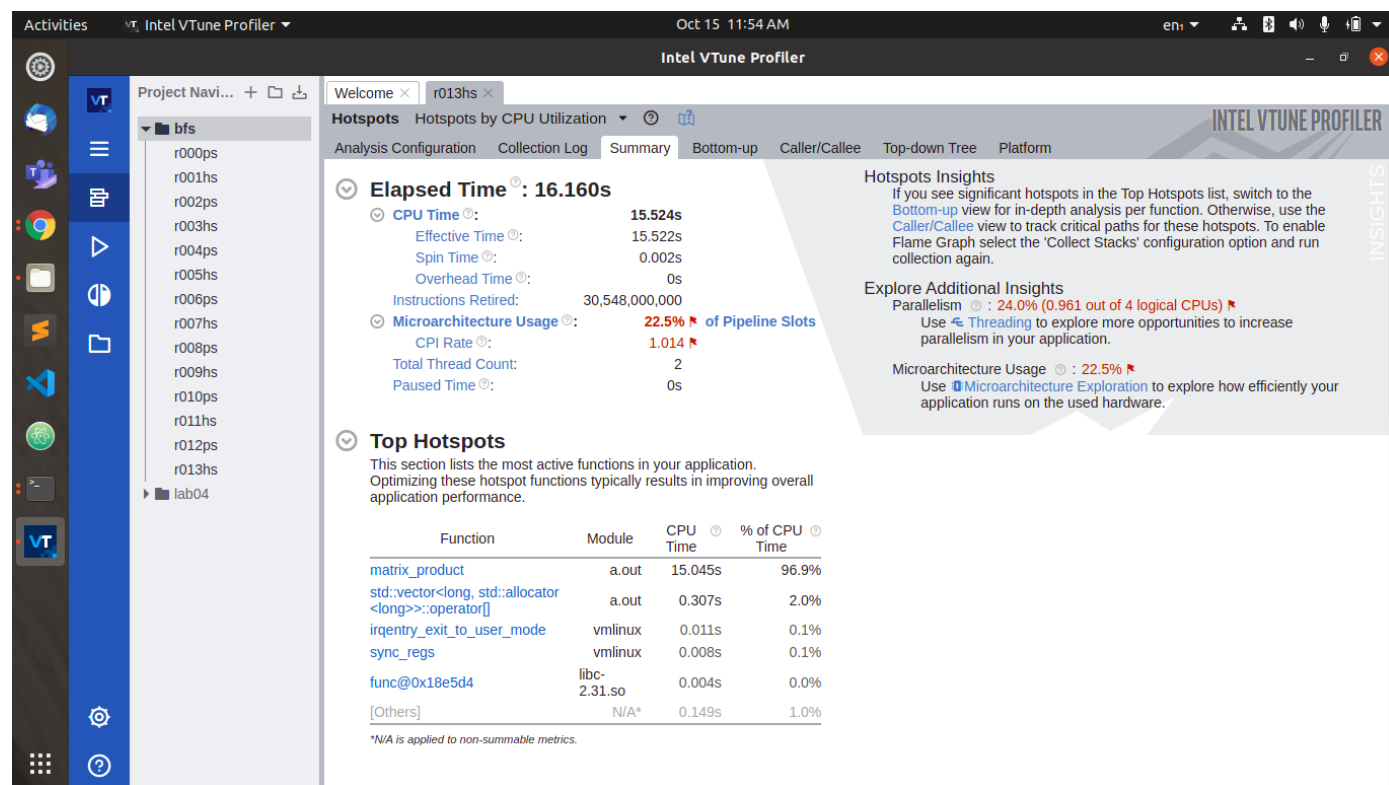 Activities
Intel VTune Profiler
Oct 15 11:54 AM
en₁
Intel VTune Profiler
VT
Project Navi...
bfs
r000ps
r001hs
r002ps
r003hs
r004ps
r005hs
r006ps
r007hs
r008ps
r009hs
r010ps
r011hs
r012ps
r013hs
lab04
VT
Welcome
r013hs
Hotspots Hotspots by CPU Utilization
INTEL VTUNE PROFILER
Analysis Configuration Collection Log Summary Bottom-up Caller/Callee Top-down Tree Platform
Elapsed Time: 16.160s
CPU Time: 15.524s
Effective Time: 15.522s
Spin Time: 0.002s
Overhead Time: 0s
Instructions Retired: 30,548,000,000
Microarchitecture Usage: 22.5% of Pipeline Slots
CPI Rate: 1.014
Total Thread Count: 2
Paused Time: 0s
Hotspots Insights
If you see significant hotspots in the Top Hotspots list, switch to the
Bottom-up view for in-depth analysis per function. Otherwise, use the
Caller/Callee view to track critical paths for these hotspots. To enable
Flame Graph select the 'Collect Stacks' configuration option and run
collection again.
Explore Additional Insights
Parallelism : 24.0% (0.961 out of 4 logical CPUs)
Use Threading to explore more opportunities to increase
parallelism in your application.
Microarchitecture Usage : 22.5%
Use Microarchitecture Exploration to explore how efficiently your
application runs on the used hardware.
INSIGHTS
Top Hotspots
This section lists the most active functions in your application.
Optimizing these hotspot functions typically results in improving overall
application performance.
Function Module CPU Time % of CPU Time
matrix_product a.out 15.045s 96.9%
std::vector<long, std::allocator
<long>>::operator[] a.out 0.307s 2.0%
irqentry_exit_to_user_mode vmlinux 0.011s 0.1%
sync_regs vmlinux 0.008s 0.1%
func@0x18e5d4 libc-2.31.so 0.004s 0.0%
[Others] N/A* 0.149s 1.0%
*N/A is applied to non-summable metrics.